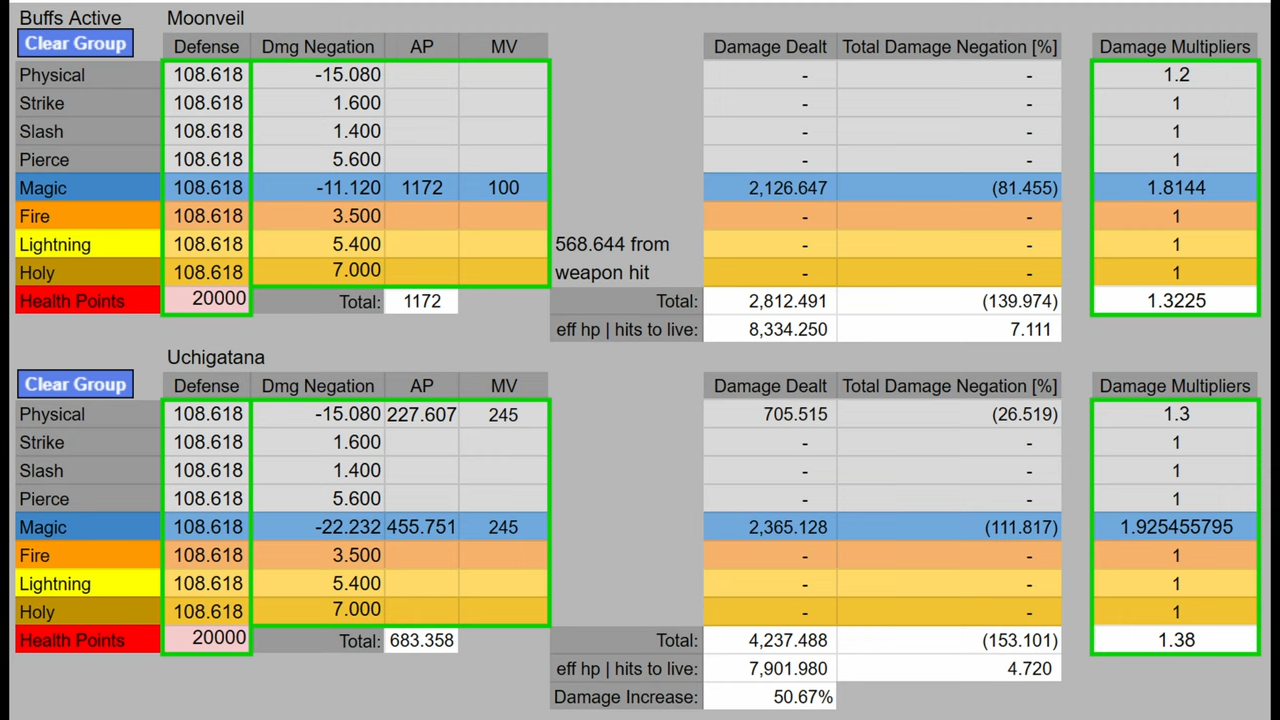 Buffs Active Moonveil
Clear Group Defense Dmg Negation AP MV Damage Dealt Total Damage Negation [%] Damage Multipliers
Physical 108.618 -15.080 - - 1.2
Strike 108.618 1.600 - - 1
Slash 108.618 1.400 - - 1
Pierce 108.618 5.600 - - 1
Magic 108.618 -11.120 1172 100 2,126.647 (81.455) 1.8144
Fire 108.618 3.500 - - 1
Lightning 108.618 5.400 568.644 from - - 1
Holy 108.618 7.000 weapon hit - - 1
Health Points 20000 Total: 1172 Total: 2,812.491 (139.974) 1.3225
eff hp | hits to live: 8,334.250 7.111
Uchigatana
Clear Group Defense Dmg Negation AP MV Damage Dealt Total Damage Negation [%] Damage Multipliers
Physical 108.618 -15.080 227.607 245 705.515 (26.519) 1.3
Strike 108.618 1.600 - - 1
Slash 108.618 1.400 - - 1
Pierce 108.618 5.600 - - 1
Magic 108.618 -22.232 455.751 245 2,365.128 (111.817) 1.925455795
Fire 108.618 3.500 - - 1
Lightning 108.618 5.400 - - 1
Holy 108.618 7.000 - - 1
Health Points 20000 Total: 683.358 Total: 4,237.488 (153.101) 1.38
eff hp | hits to live: 7,901.980 4.720
Damage Increase: 50.67%